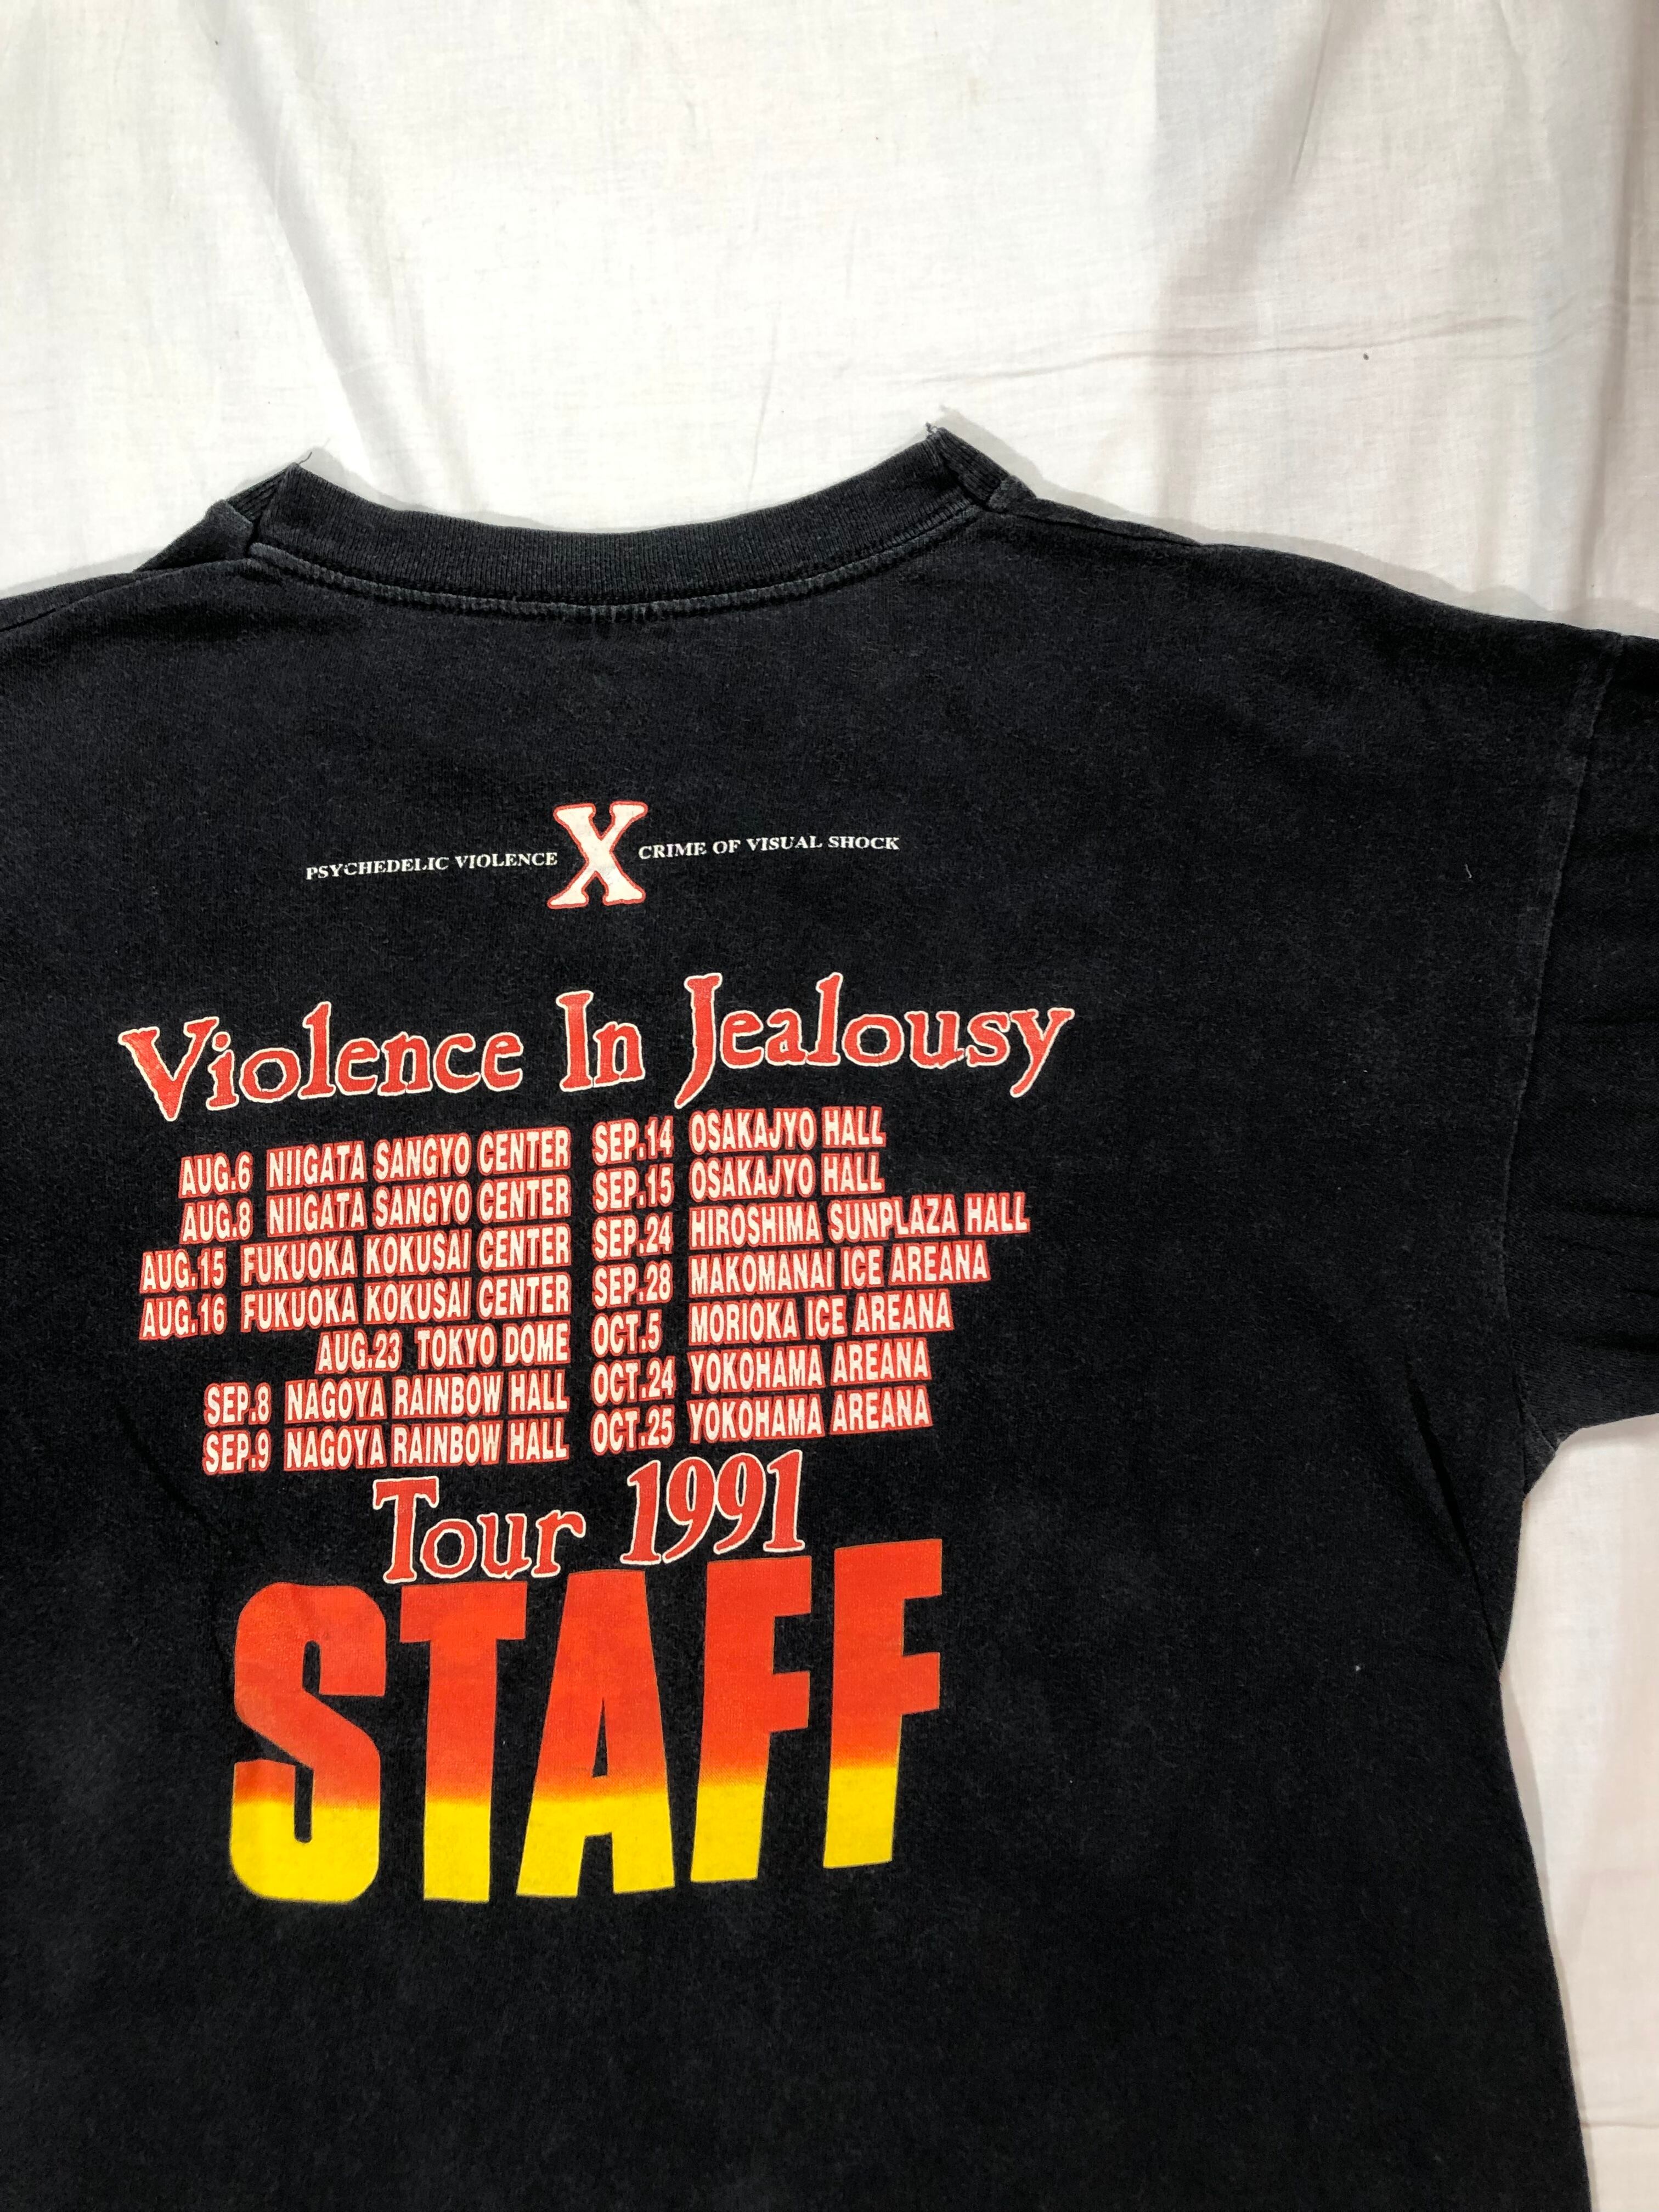 PSYCHEDELIC VIOLENCE X CRIME OF VISUAL SHOCK
Violence In Jealousy
AUG.6 NIIGATA SANGYO CENTER
AUG.8 NIIGATA SANGYO CENTER
AUG.15 FUKUOKA KOKUSAI CENTER
AUG.16 FUKUOKA KOKUSAI CENTER
AUG.23 TOKYO DOME
SEP.8 NAGOYA RAINBOW HALL
SEP.9 NAGOYA RAINBOW HALL
SEP.14 OSAKAJYO HALL
SEP.15 OSAKAJYO HALL
SEP.24 HIROSHIMA SUNPLAZA HALL
SEP.28 MAKOMANAI ICE AREANA
OCT.5 MORIOKA ICE AREANA
OCT.24 YOKOHAMA AREANA
OCT.25 YOKOHAMA AREANA
Tour 1991
STAFF